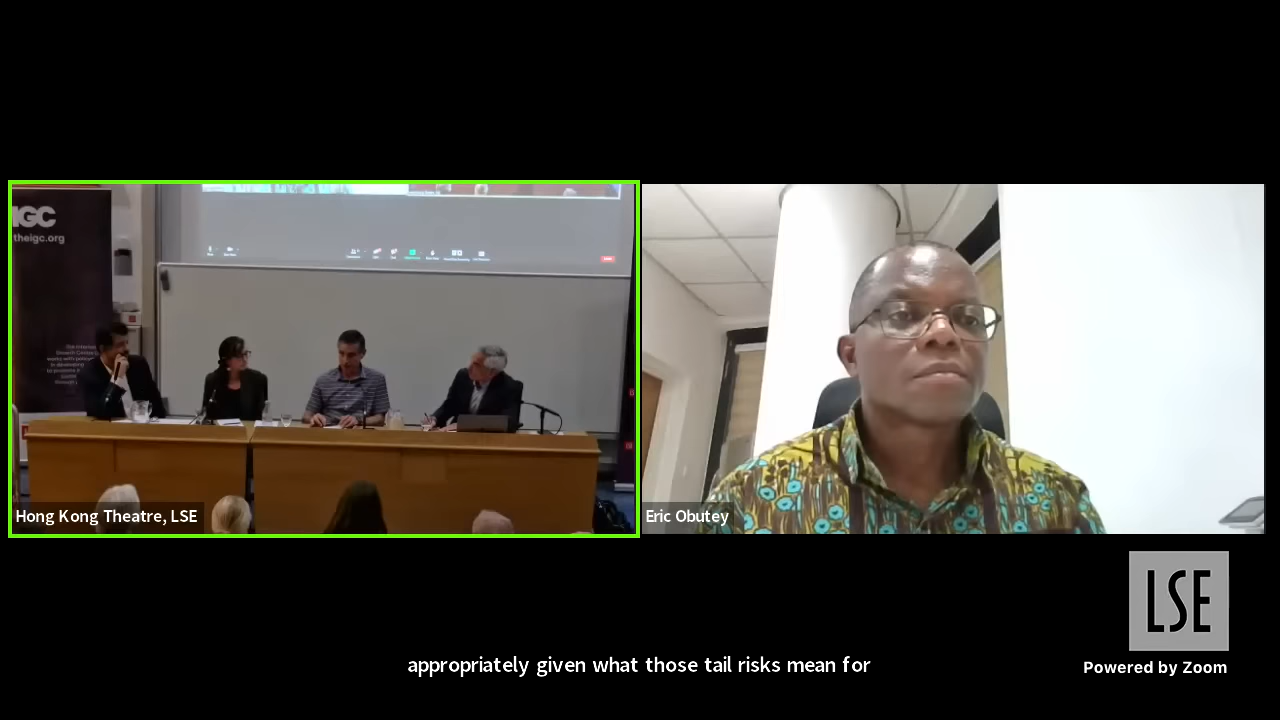 IGC
theigc.org
Hong Kong Theatre, LSE
Eric Obutey
LSE
Powered by Zoom
appropriately given what those tail risks mean for